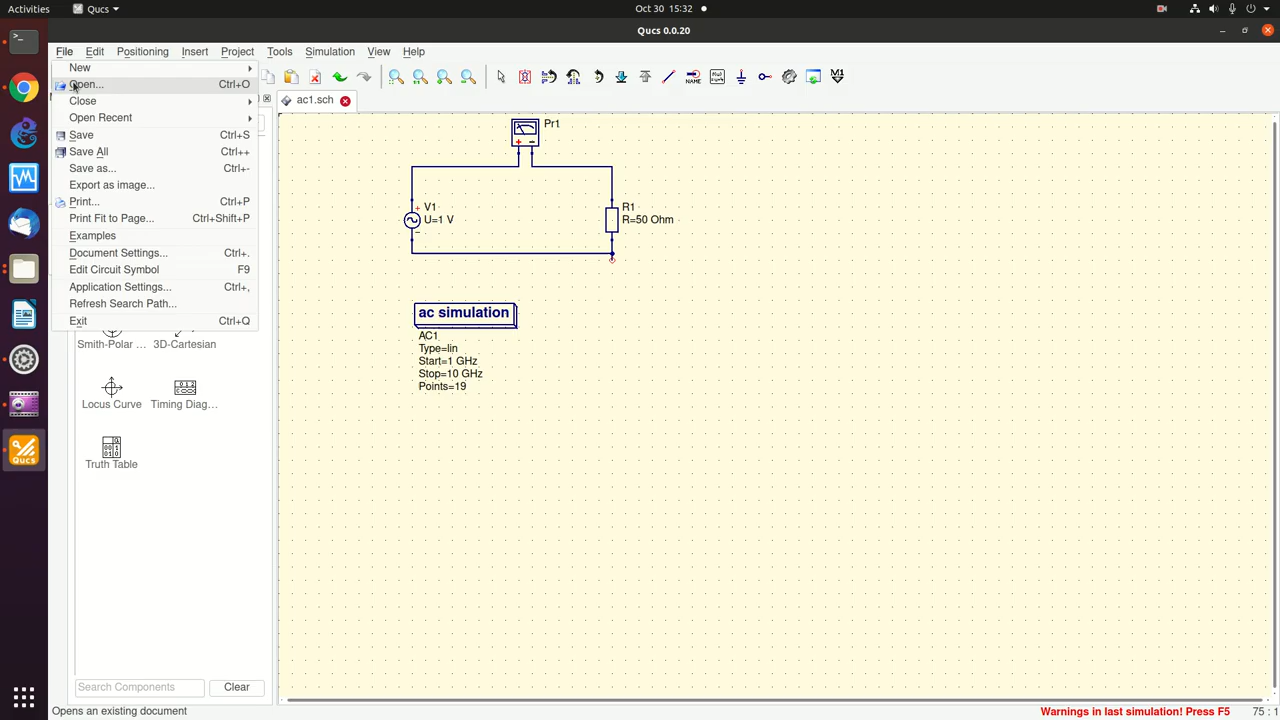 Activities
Qucs
Oct 30 15:32
Qucs 0.0.20
File Edit Positioning Insert Project Tools Simulation View Help
New
Open... Ctrl+O
Close
Open Recent
Save Ctrl+S
Save All Ctrl++
Save as... Ctrl+-
Export as image...
Print... Ctrl+P
Print Fit to Page... Ctrl+Shift+P
Examples
Document Settings... Ctrl+.
Edit Circuit Symbol F9
Application Settings... Ctrl+,
Refresh Search Path...
Exit Ctrl+Q
NAME
M1
ac1.sch
Pr1
V1
U=1 V
R1
R=50 Ohm
ac simulation
AC1
Type=lin
Start=1 GHz
Stop=10 GHz
Points=19
Smith-Polar ... 3D-Cartesian
Locus Curve Timing Diag...
Truth Table
Qucs
Search Components Clear
Opens an existing document
Warnings in last simulation! Press F5
75 : 1